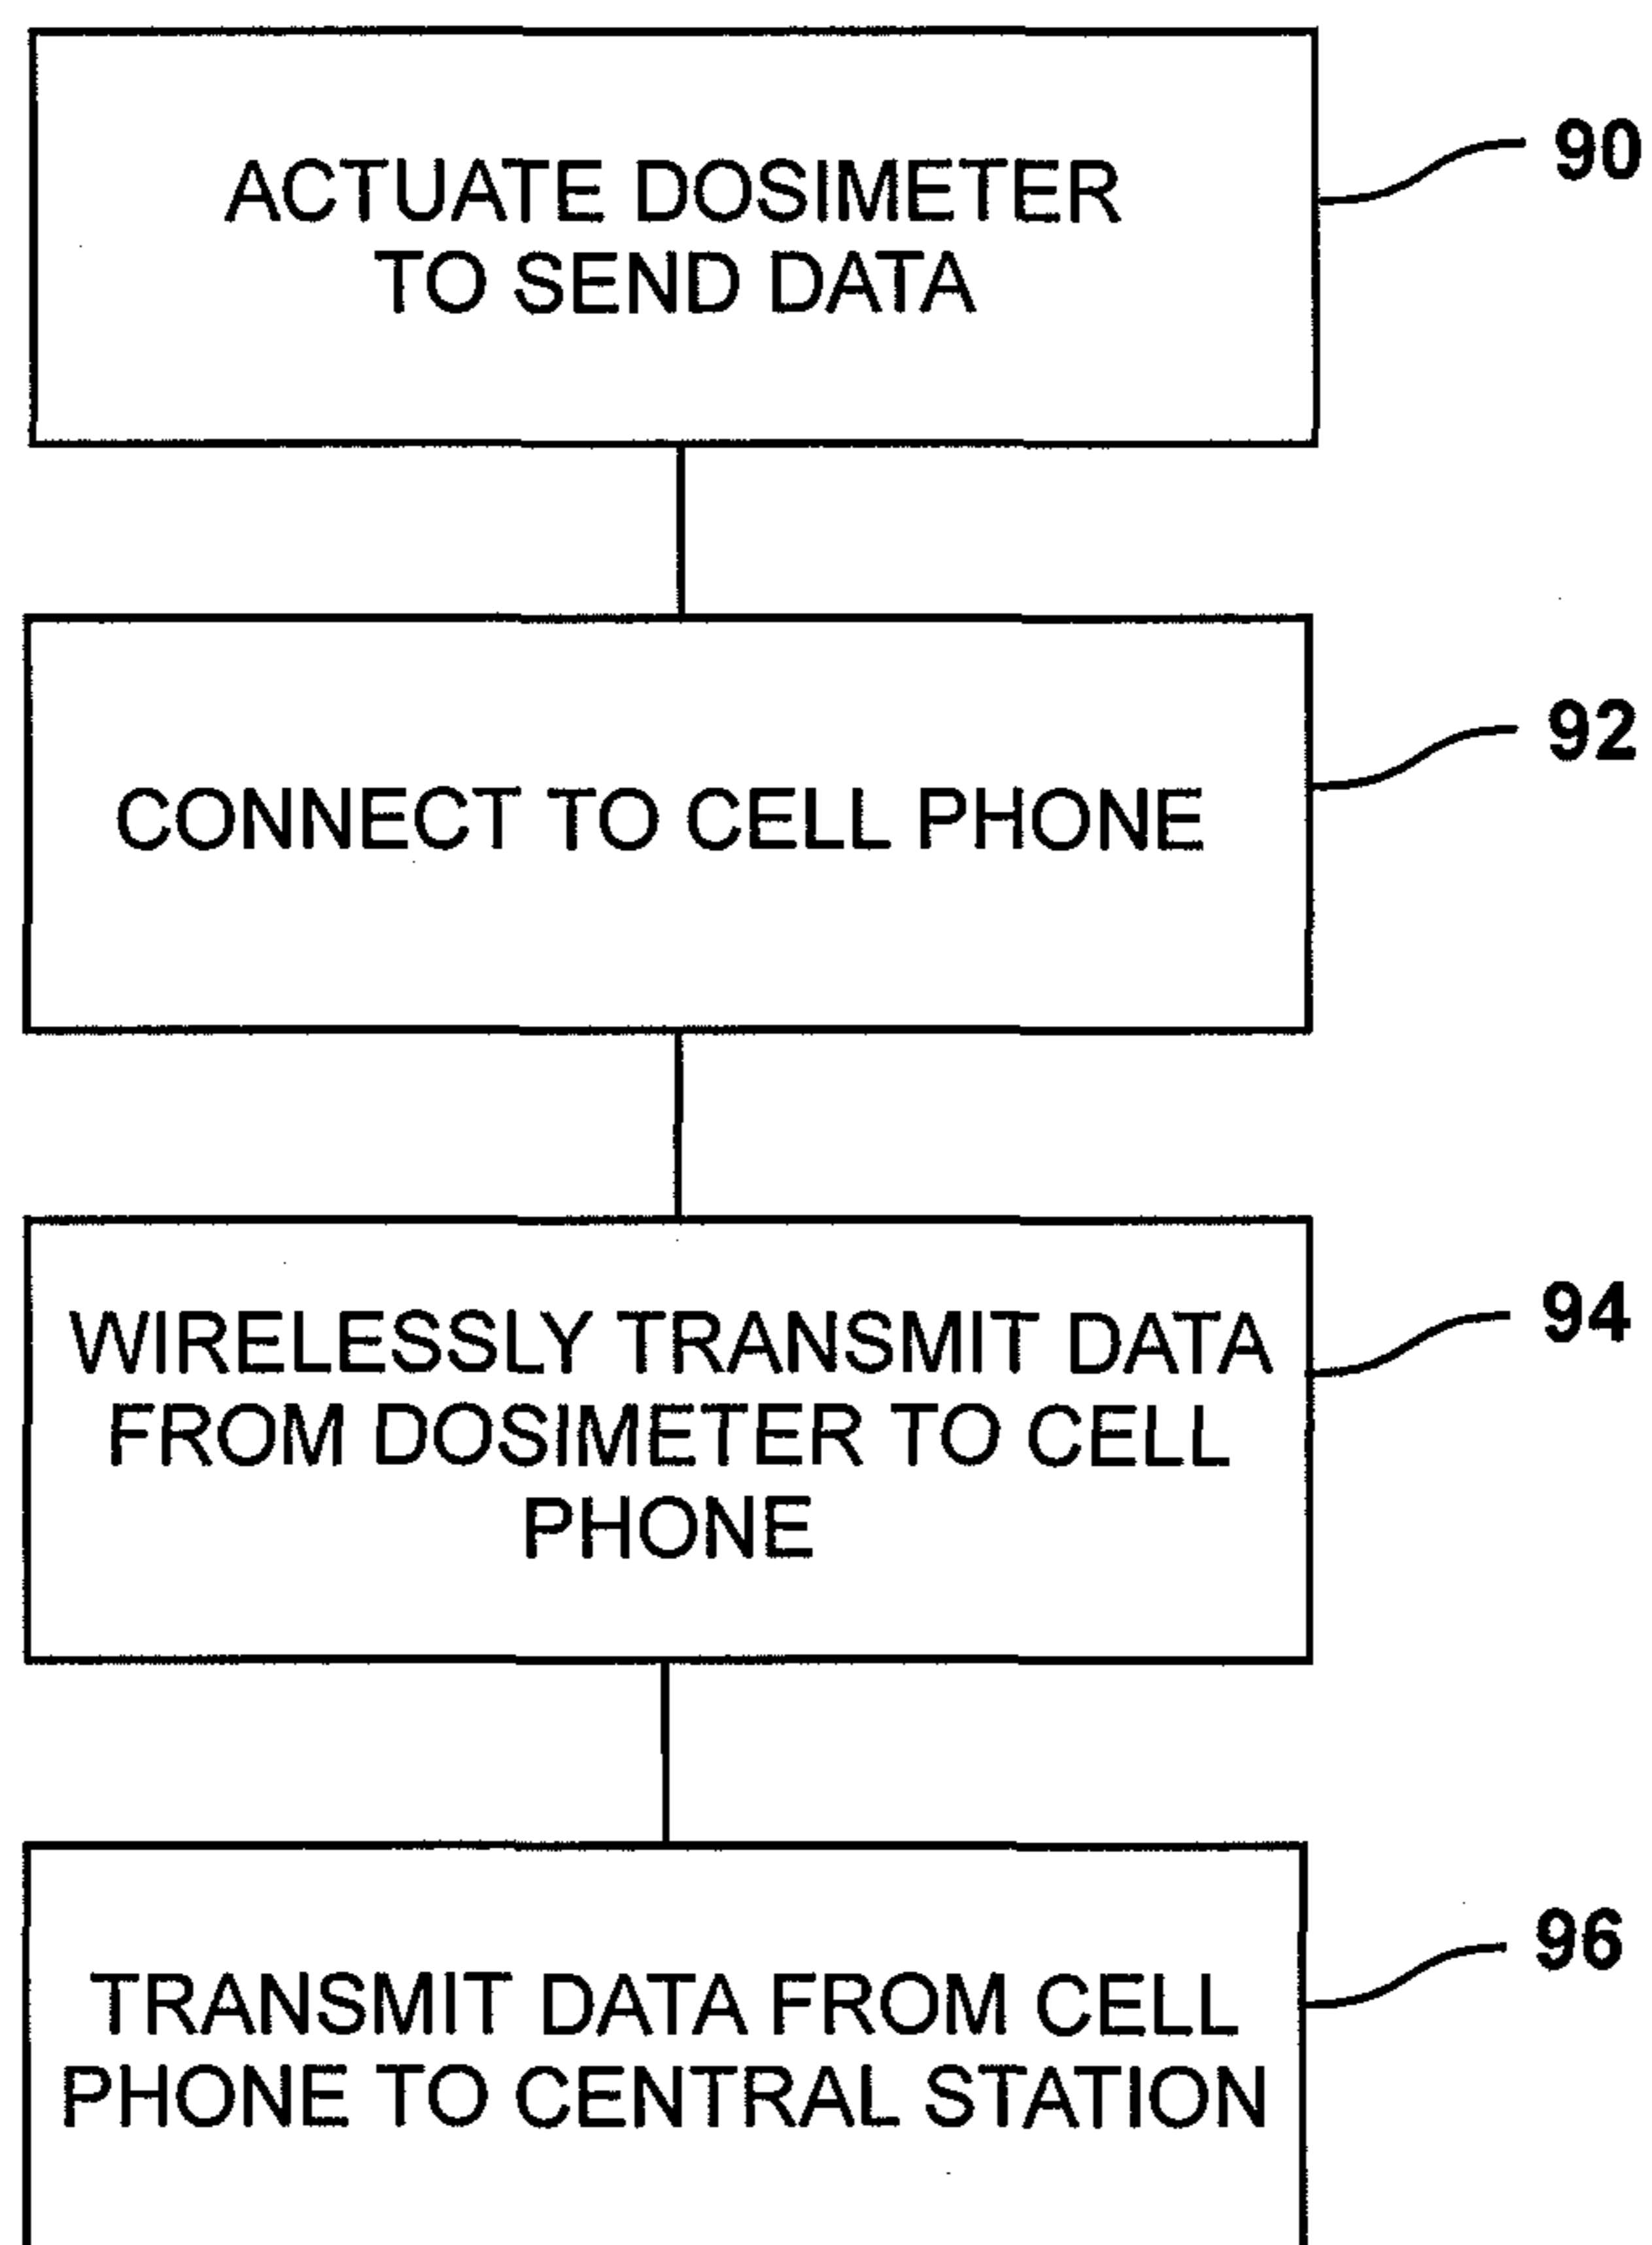 ACTUATE DOSIMETER
TO SEND DATA
90
CONNECT TO CELL PHONE
92
WIRELESSLY TRANSMIT DATA
FROM DOSIMETER TO CELL
PHONE
94
TRANSMIT DATA FROM CELL
PHONE TO CENTRAL STATION
96